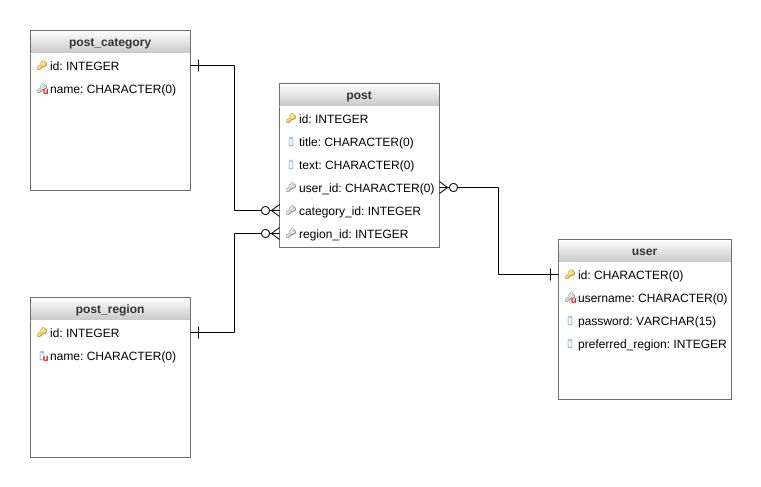 post_category
id: INTEGER
name: CHARACTER(0)
post
id: INTEGER
title: CHARACTER(0)
text: CHARACTER(0)
user_id: CHARACTER(0)
category_id: INTEGER
region_id: INTEGER
post_region
id: INTEGER
name: CHARACTER(0)
user
id: CHARACTER(0)
username: CHARACTER(0)
password: VARCHAR(15)
preferred_region: INTEGER